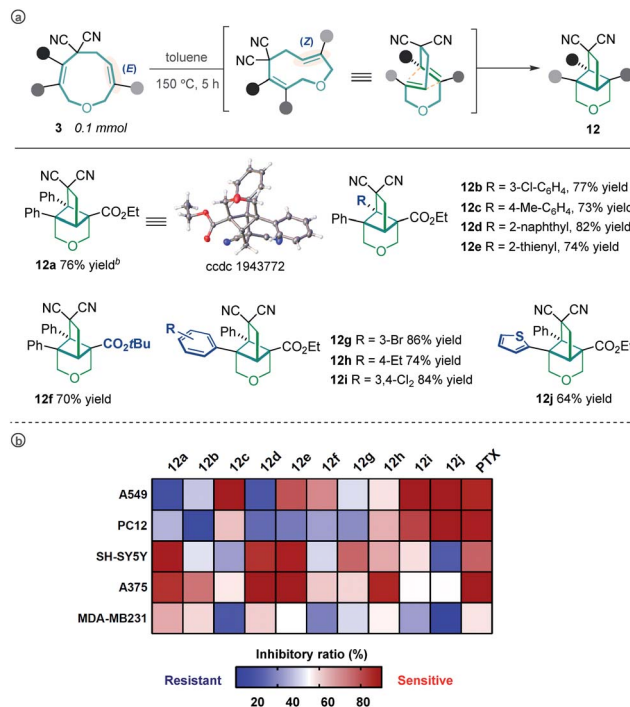 a
NC CN
(E)
O
3 0.1 mmol
toluene
150 °C, 5 h
NC
NC
(Z)
O
NC CN
O
NC CN
O
12
NC CN
Ph
Ph
CO2Et
O
12a 76% yield^b
ccdc 1943772
NC CN
R
Ph
CO2Et
O
12b R = 3-Cl-C6H4, 77% yield
12c R = 4-Me-C6H4, 73% yield
12d R = 2-naphthyl, 82% yield
12e R = 2-thienyl, 74% yield
NC CN
Ph
Ph
CO2tBu
O
12f 70% yield
NC CN
R
Ph
CO2Et
O
12g R = 3-Br 86% yield
12h R = 4-Et 74% yield
12i R = 3,4-Cl2 84% yield
NC CN
S
Ph
CO2Et
O
12j 64% yield
b
12a 12b 12c 12d 12e 12f 12g 12h 12i 12j PTX
A549
PC12
SH-SY5Y
A375
MDA-MB231
Inhibitory ratio (%)
Resistant Sensitive
20 40 60 80